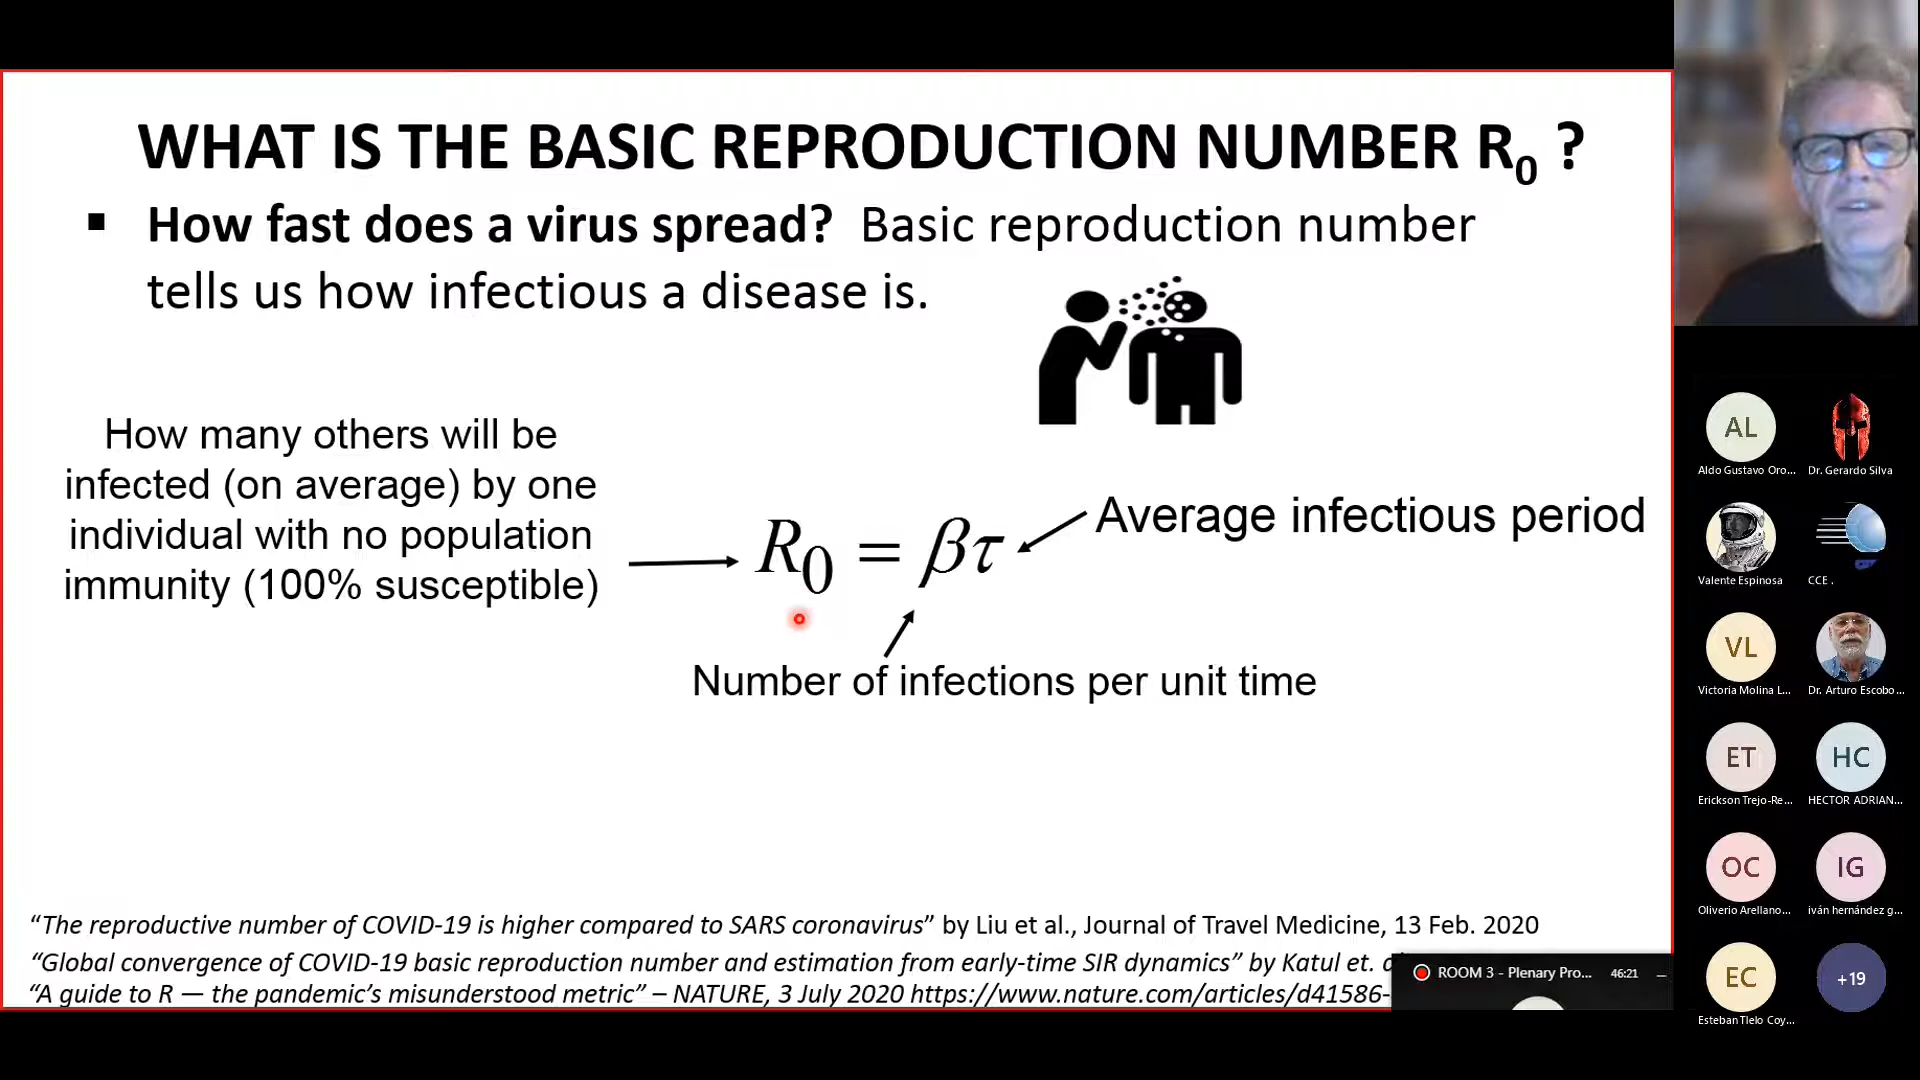 WHAT IS THE BASIC REPRODUCTION NUMBER R0 ?
▪ How fast does a virus spread? Basic reproduction number
tells us how infectious a disease is.
How many others will be
infected (on average) by one
individual with no population
immunity (100% susceptible)
R0 = βτ
Average infectious period
Number of infections per unit time
“The reproductive number of COVID-19 is higher compared to SARS coronavirus” by Liu et al., Journal of Travel Medicine, 13 Feb. 2020
“Global convergence of COVID-19 basic reproduction number and estimation from early-time SIR dynamics” by Katul et.
“A guide to R — the pandemic’s misunderstood metric” – NATURE, 3 July 2020 https://www.nature.com/articles/d41586-
ROOM 3 - Plenary Pro... 46:21
AL
Aldo Gustavo Oro...
Dr. Gerardo Silva
Valente Espinosa
CCE .
VL
Victoria Molina L...
Dr. Arturo Escobo...
ET
Erickson Trejo-Re...
HC
HECTOR ADRIAN...
OC
Oliverio Arellano...
IG
iván hernández g...
EC
Esteban Tlelo Coy...
+19